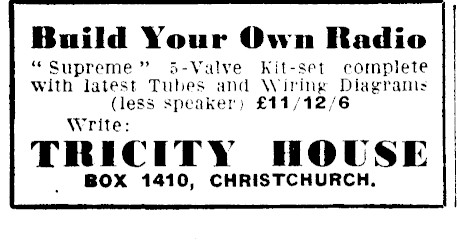 Build Your Own Radio
"Supreme" 5-Valve Kit-set complete
with latest Tubes and Wiring Diagrams
(less speaker) £11/12/6
Write:
TRICITY HOUSE
BOX 1410, CHRISTCHURCH.